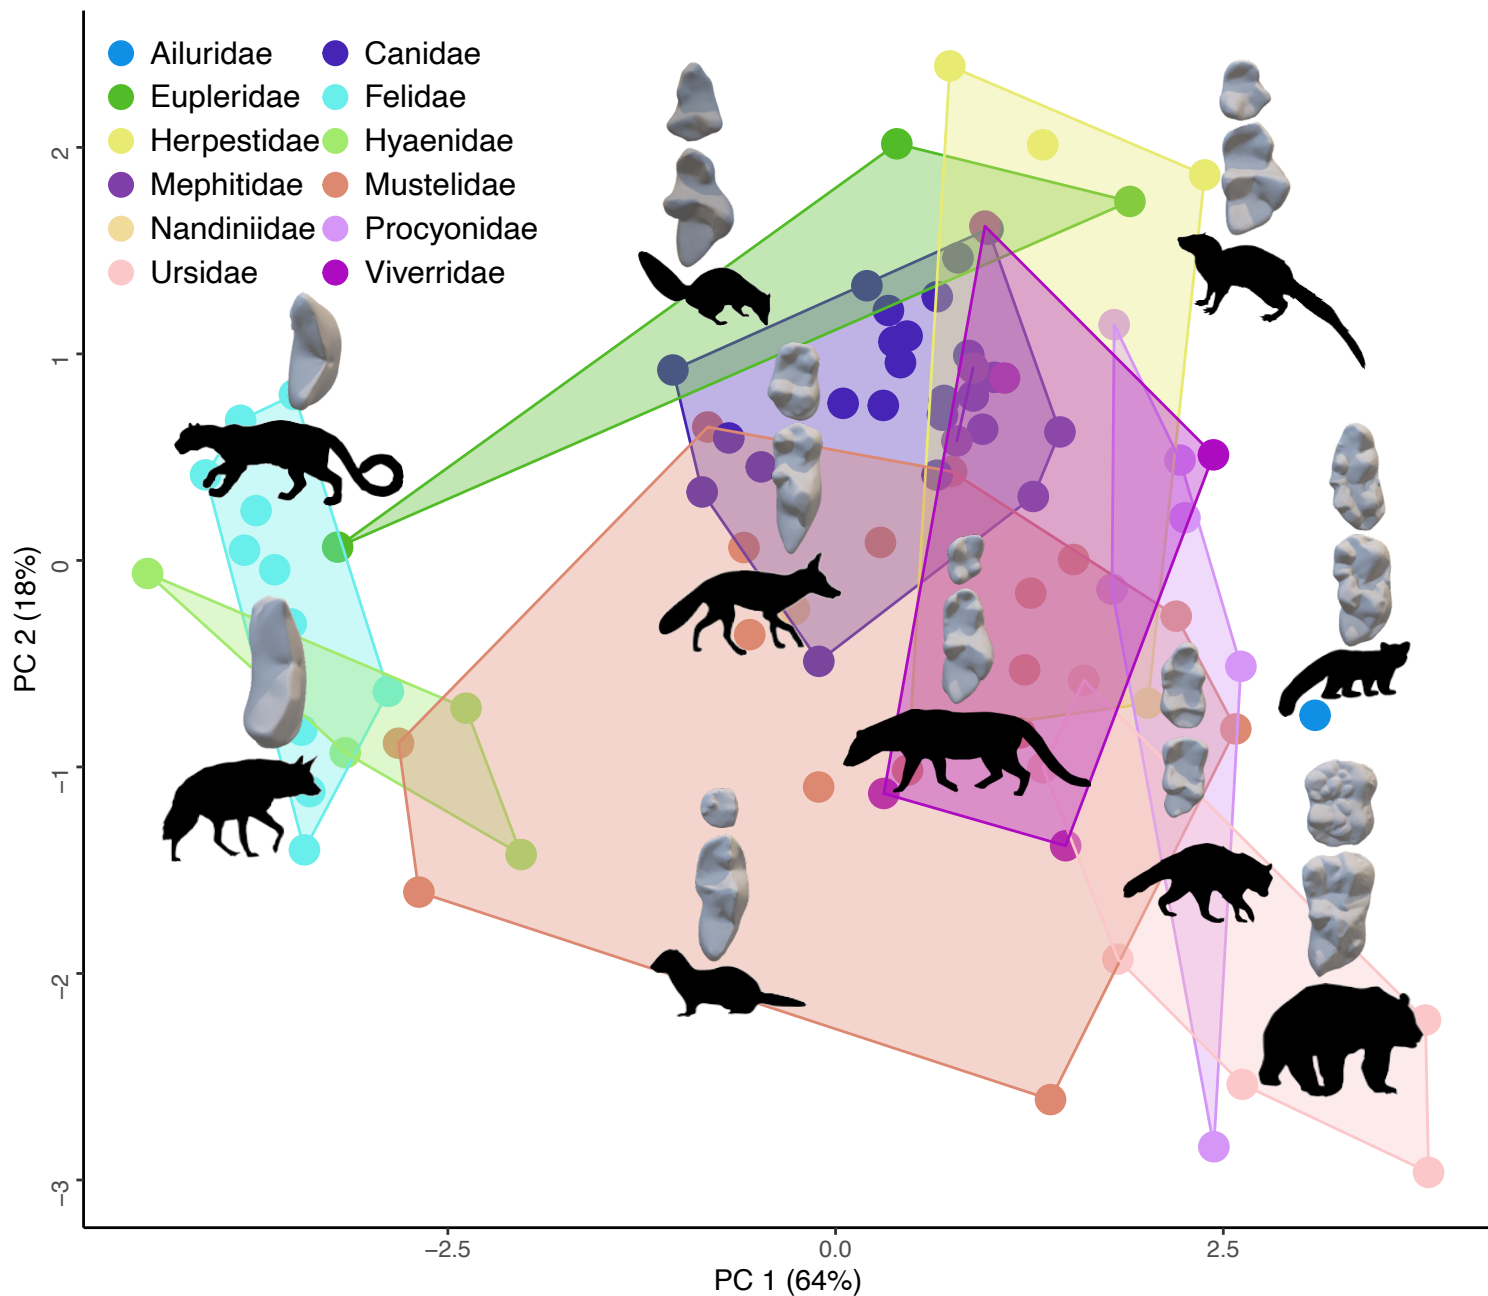 Ailuridae Canidae
Eupleridae Felidae
Herpestidae Hyaenidae
Mephitidae Mustelidae
Nandiniidae Procyonidae
Ursidae Viverridae
PC 2 (18%)
2
1
0
−1
−2
−3
−2.5 0.0 2.5
PC 1 (64%)